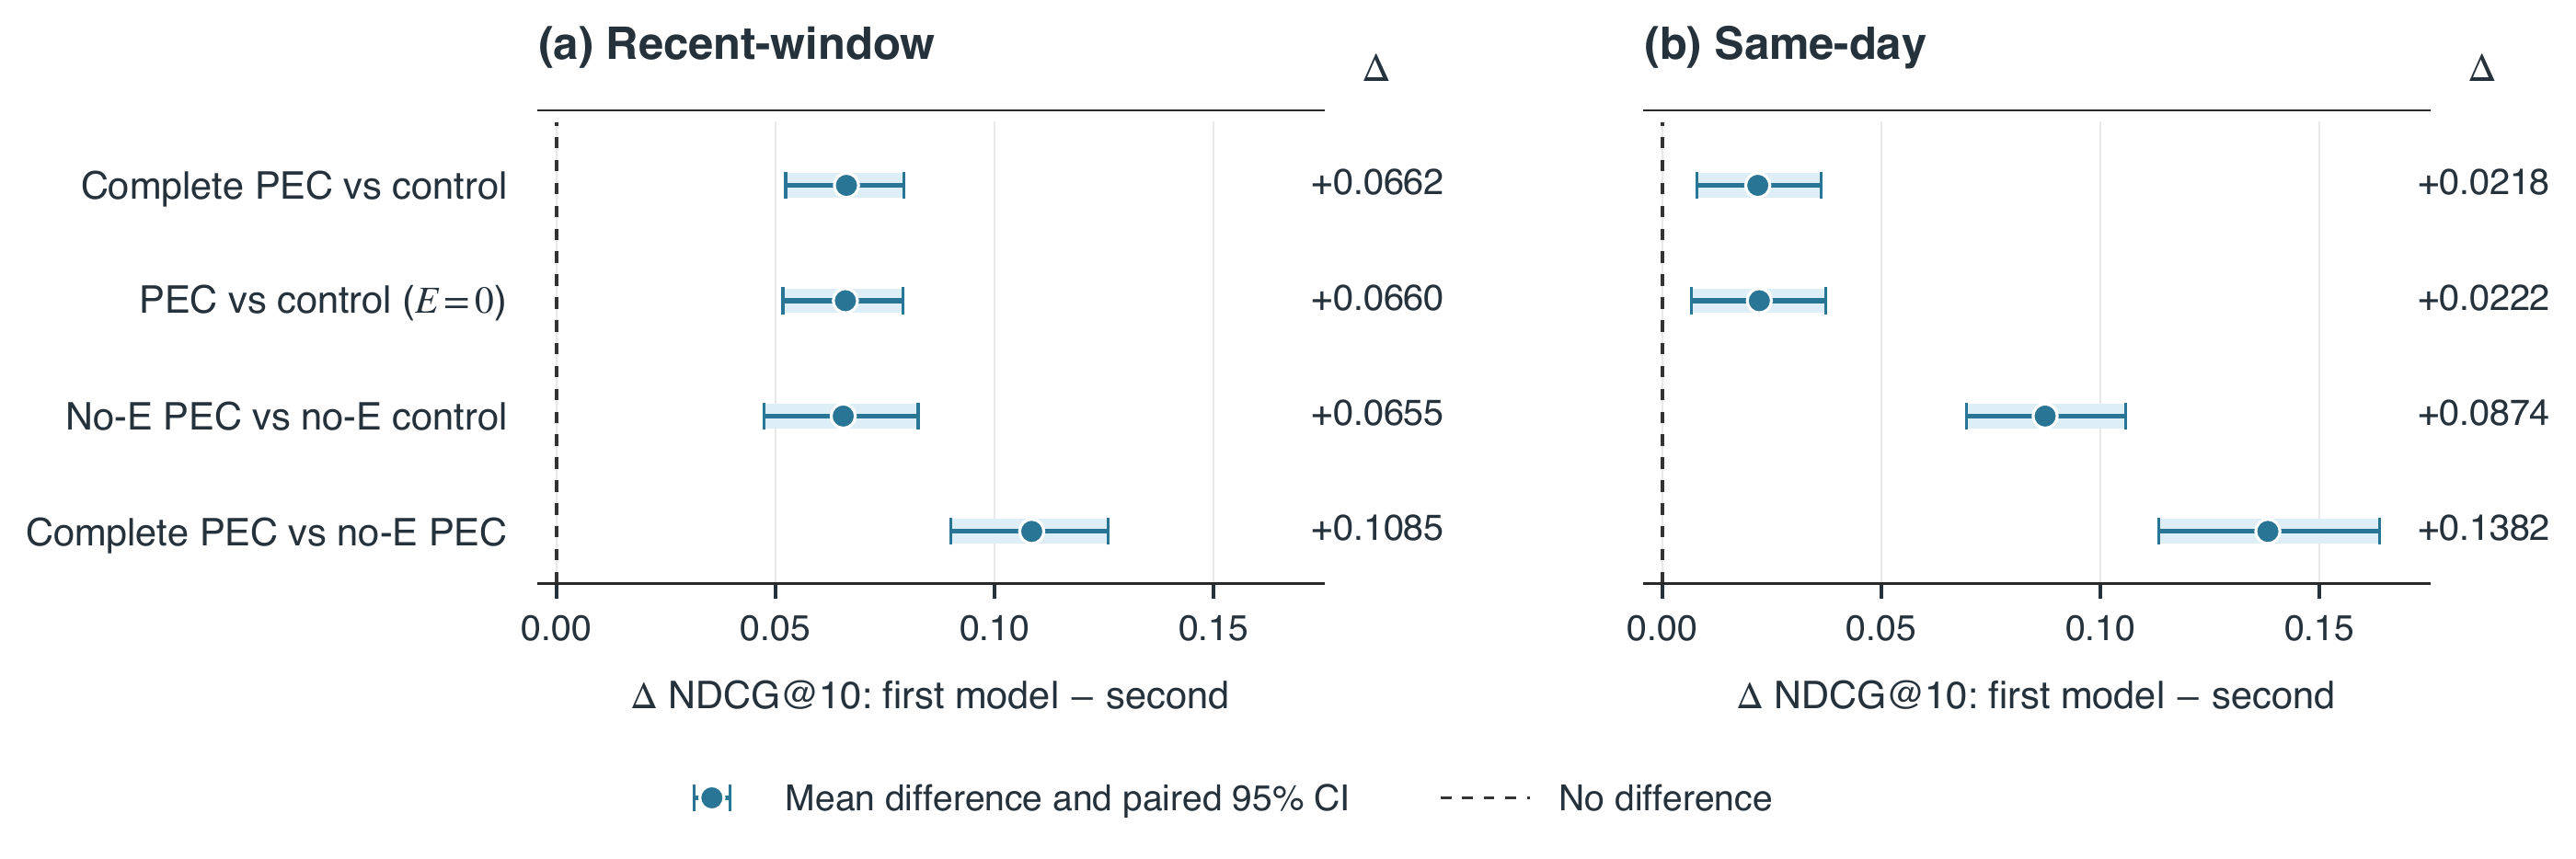 (a) Recent-window
Δ
(b) Same-day
Δ
Complete PEC vs control
+0.0662
+0.0218
PEC vs control (E=0)
+0.0660
+0.0222
No-E PEC vs no-E control
+0.0655
+0.0874
Complete PEC vs no-E PEC
+0.1085
+0.1382
0.00 0.05 0.10 0.15
0.00 0.05 0.10 0.15
Δ NDCG@10: first model − second
Δ NDCG@10: first model − second
Mean difference and paired 95% CI
No difference